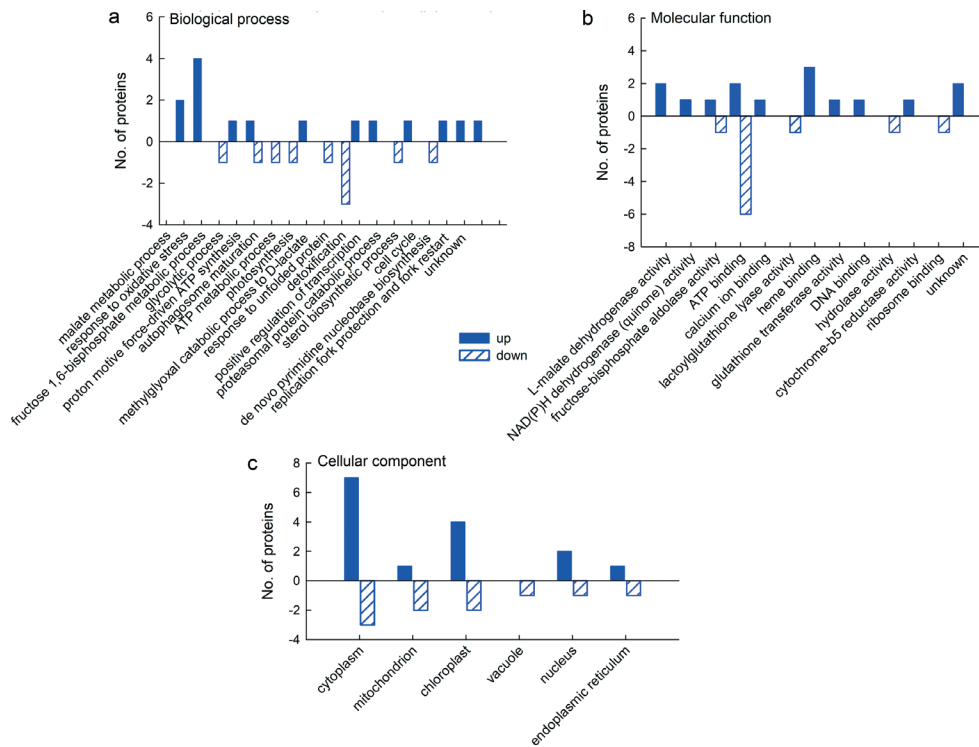 a
Biological process
No. of proteins
6
4
2
0
-2
-4
malate metabolic process
response to oxidative stress
fructose 1,6-bisphosphate metabolic process
glycolytic process
proton motive force-driven ATP synthesis
autophagosome maturation
ATP metabolic process
photosynthesis
methylglyoxal catabolic process to D-lactate
response to unfolded protein
detoxification
positive regulation of transcription
proteasomal protein catabolic process
sterol biosynthetic process
cell cycle
de novo pyrimidine nucleobase biosynthesis
replication fork protection and fork restart
unknown
b
Molecular function
No. of proteins
6
4
2
0
-2
-4
-6
-8
L-malate dehydrogenase activity
NAD(P)H dehydrogenase (quinone) activity
fructose-bisphosphate aldolase activity
ATP binding
calcium ion binding
lactoylglutathione lyase activity
heme binding
glutathione transferase activity
DNA binding
hydrolase activity
cytochrome-b5 reductase activity
ribosome binding
unknown
up
down
c
Cellular component
No. of proteins
8
6
4
2
0
-2
-4
cytoplasm
mitochondrion
chloroplast
vacuole
nucleus
endoplasmic reticulum